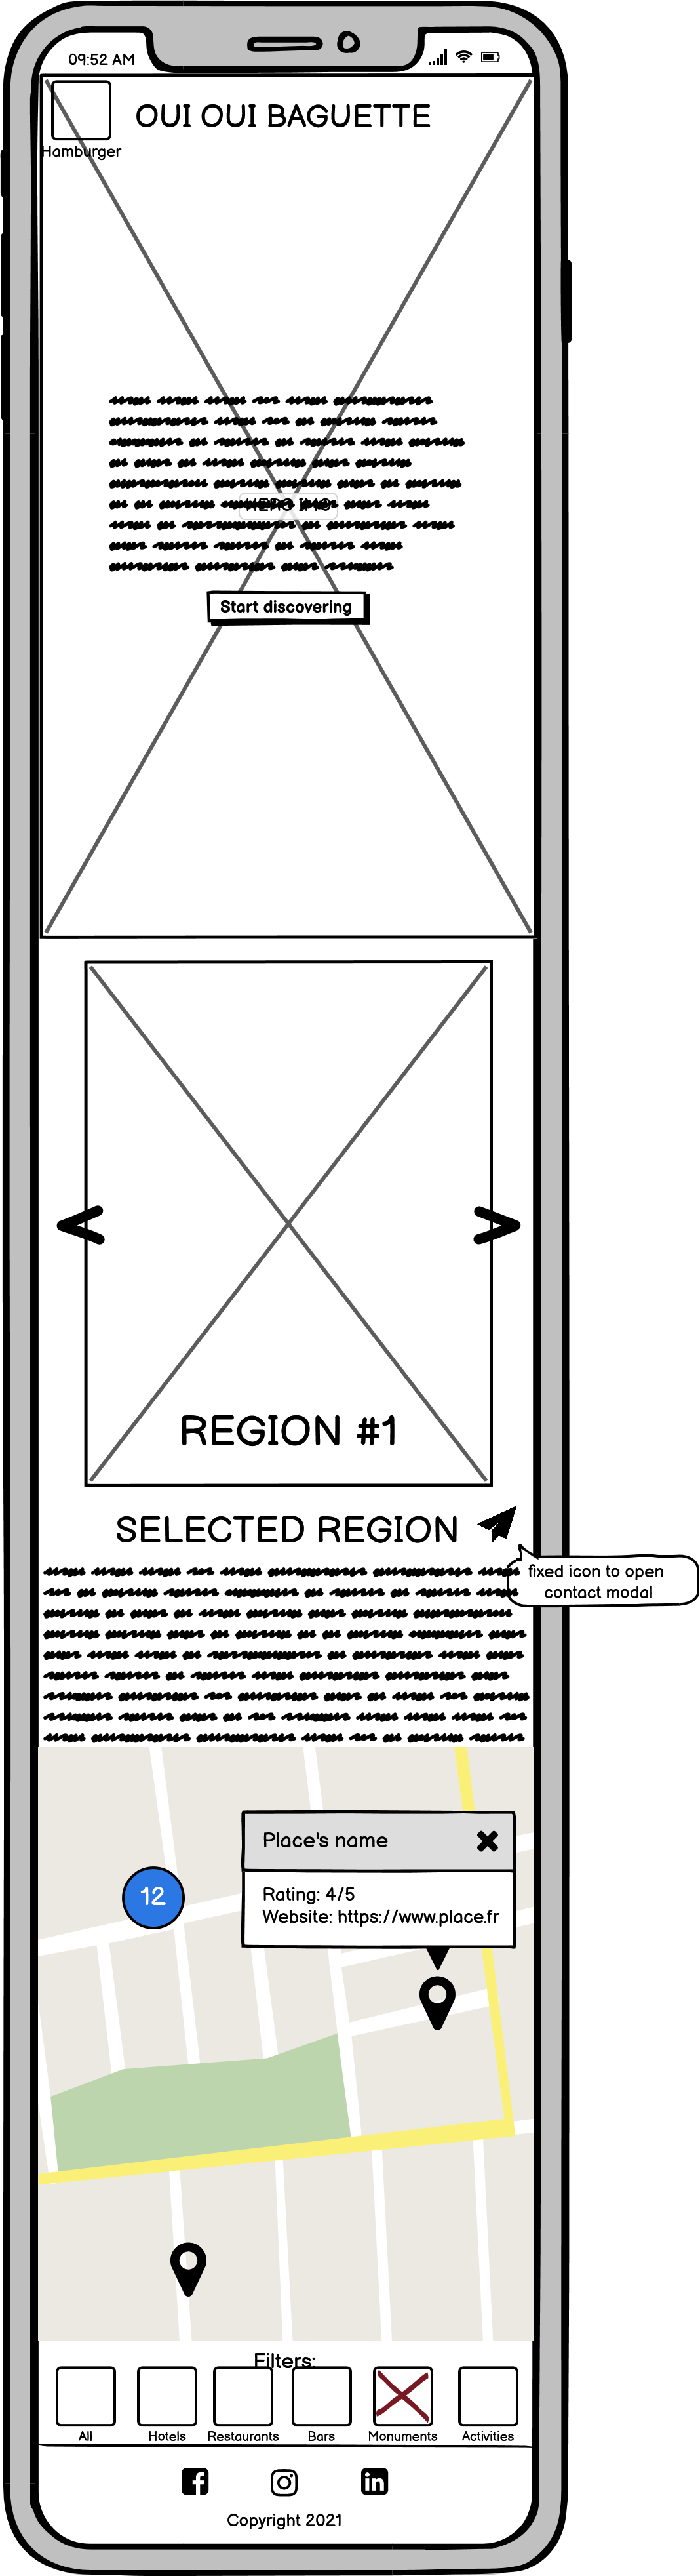 09:52 AM
OUI OUI BAGUETTE
Hamburger
HERO IMG
Start discovering
<
>
REGION #1
SELECTED REGION
fixed icon to open
contact modal
Place's name
12
Rating: 4/5
Website: https://www.place.fr
Filters:
All Hotels Restaurants Bars Monuments Activities
Copyright 2021